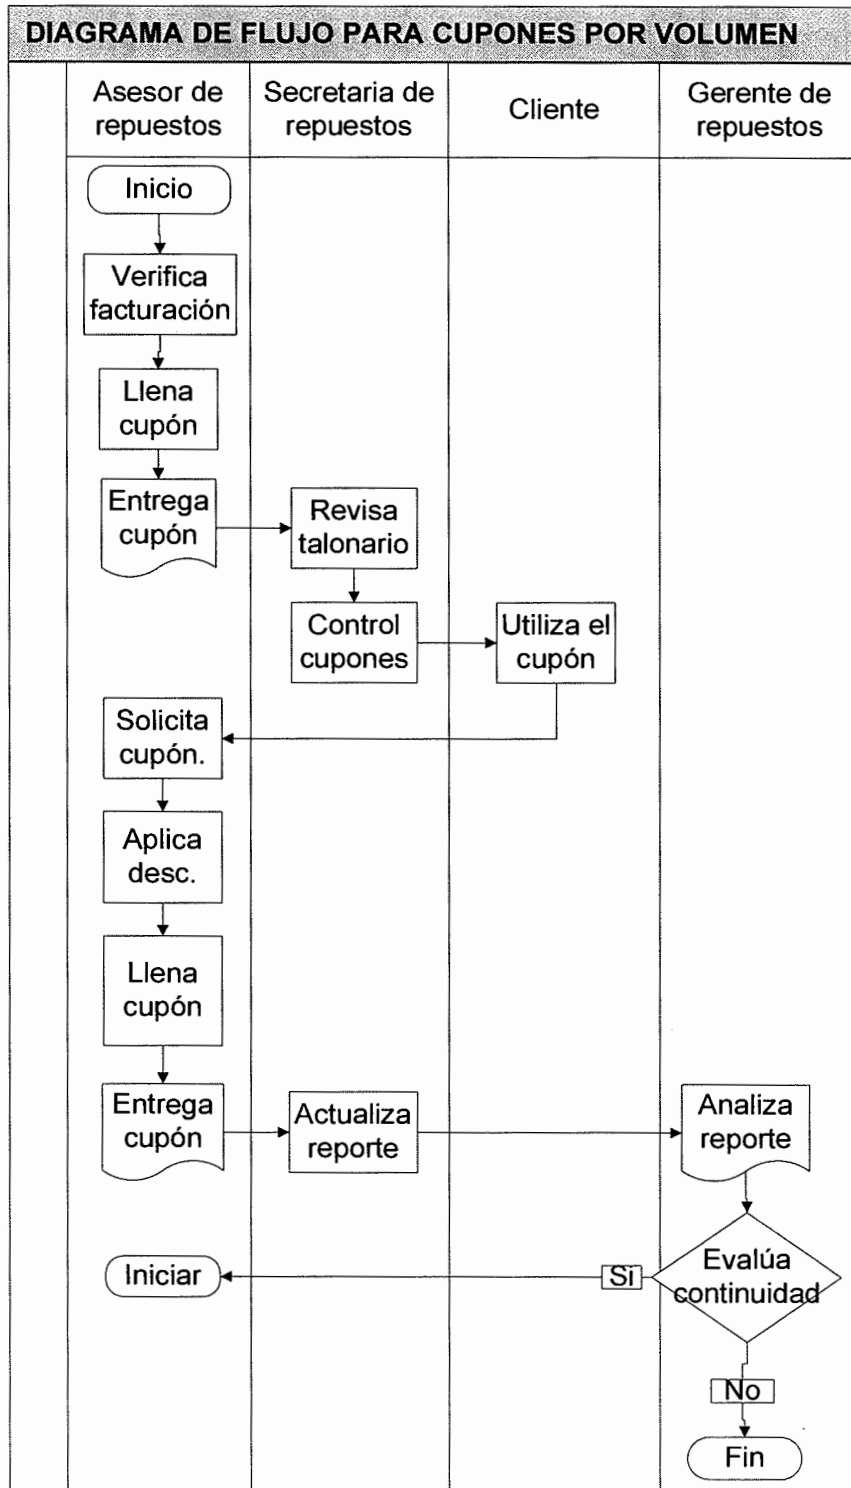 DIAGRAMA DE FLUJO PARA CUPONES POR VOLUMEN
Asesor de
repuestos
Secretaria de
repuestos
Cliente
Gerente de
repuestos
Inicio
Verifica
facturación
Llena
cupón
Entrega
cupón
Revisa
talonario
Control
cupones
Utiliza el
cupón
Solicita
cupón.
Aplica
desc.
Llena
cupón
Entrega
cupón
Actualiza
reporte
Analiza
reporte
Iniciar
Si
Evalúa
continuidad
No
Fin